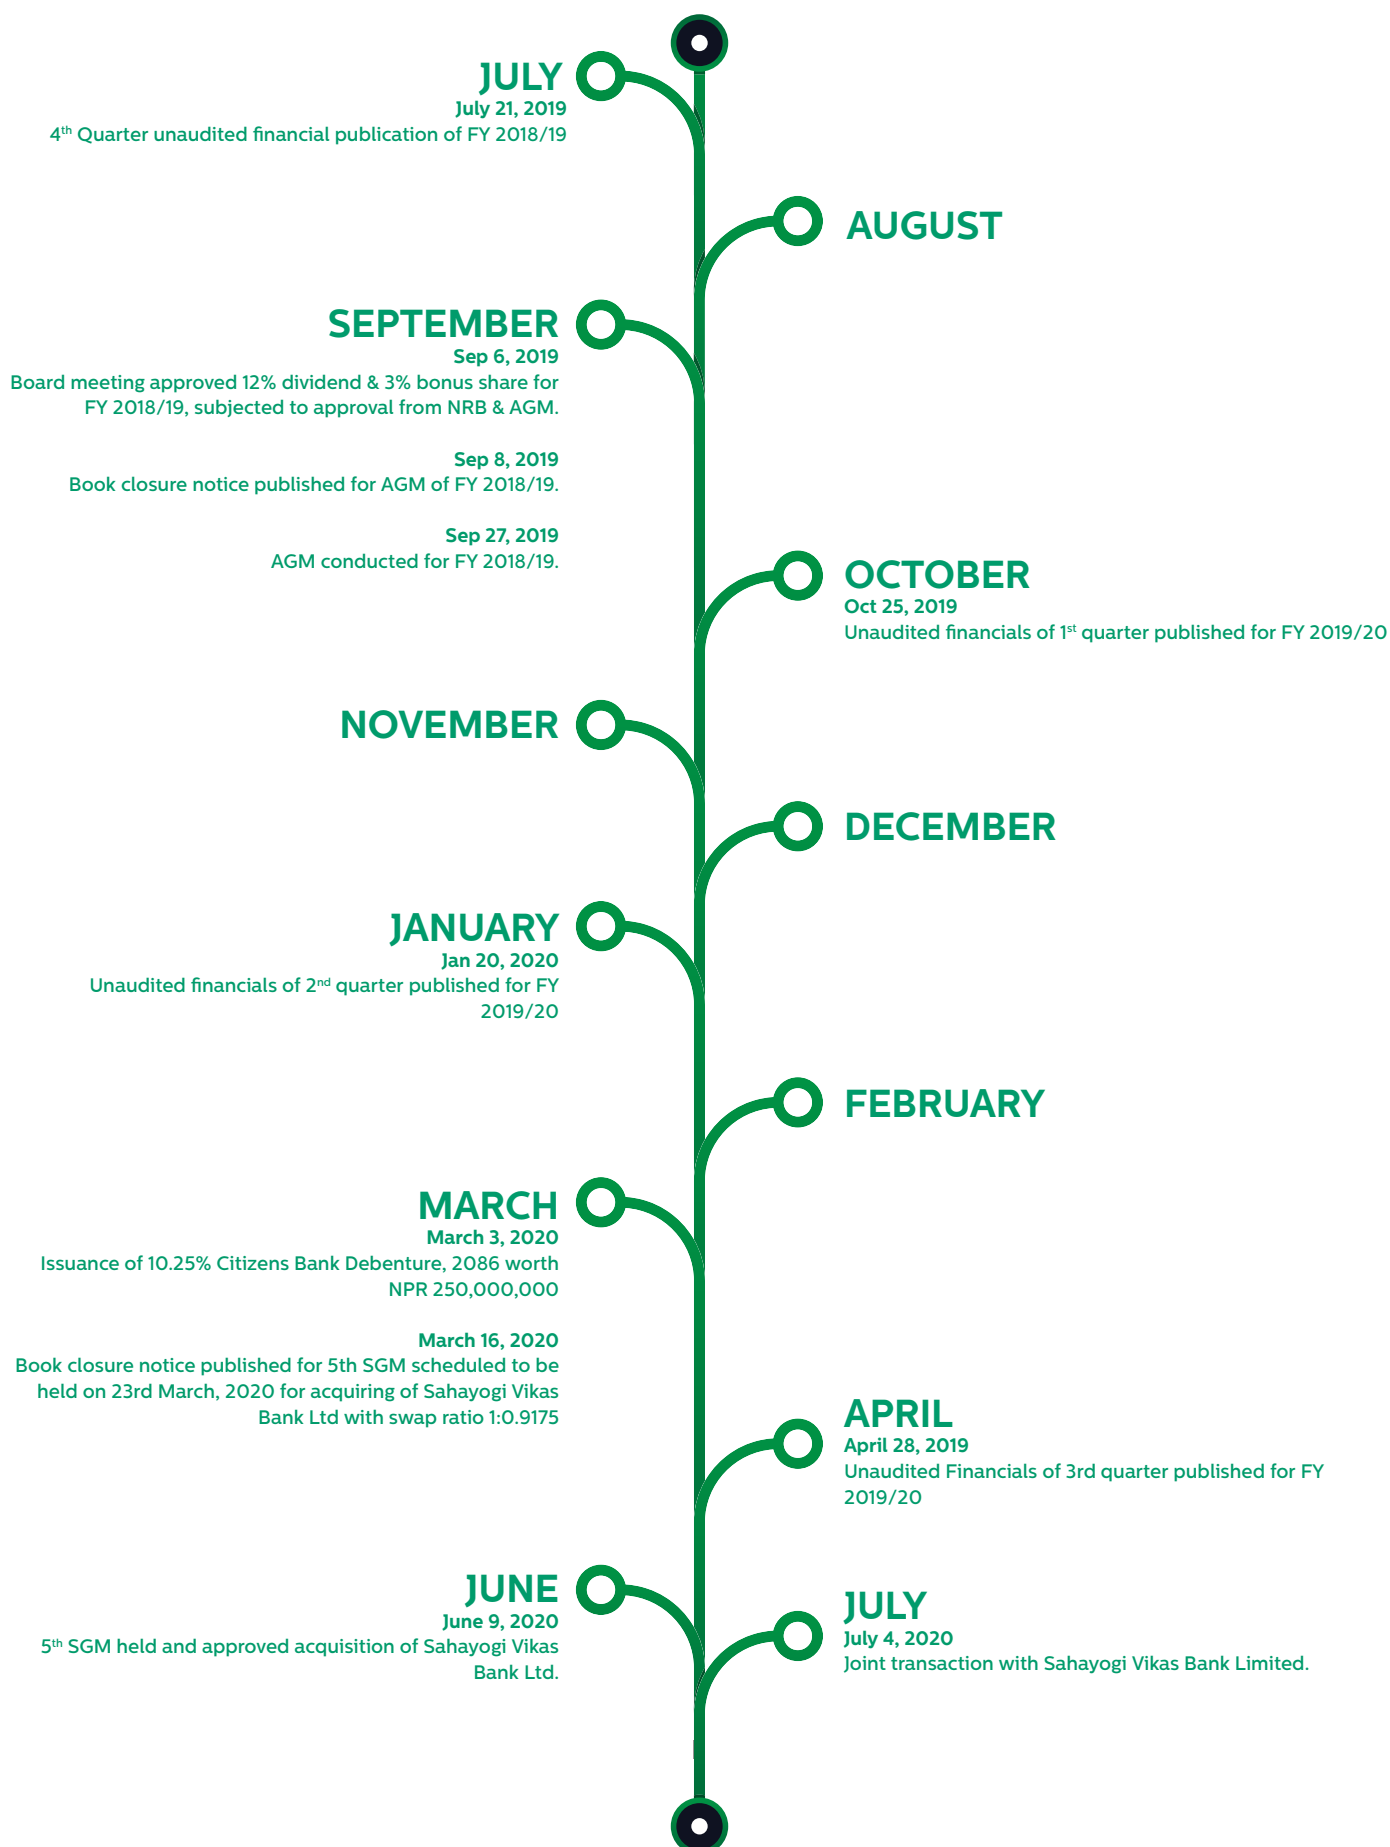 JULY
July 21, 2019
4th Quarter unaudited financial publication of FY 2018/19
AUGUST
SEPTEMBER
Sep 6, 2019
Board meeting approved 12% dividend & 3% bonus share for
FY 2018/19, subjected to approval from NRB & AGM.
Sep 8, 2019
Book closure notice published for AGM of FY 2018/19.
Sep 27, 2019
AGM conducted for FY 2018/19.
OCTOBER
Oct 25, 2019
Unaudited financials of 1st quarter published for FY 2019/20
NOVEMBER
DECEMBER
JANUARY
Jan 20, 2020
Unaudited financials of 2nd quarter published for FY
2019/20
FEBRUARY
MARCH
March 3, 2020
Issuance of 10.25% Citizens Bank Debenture, 2086 worth
NPR 250,000,000
March 16, 2020
Book closure notice published for 5th SGM scheduled to be
held on 23rd March, 2020 for acquiring of Sahayogi Vikas
Bank Ltd with swap ratio 1:0.9175
APRIL
April 28, 2019
Unaudited Financials of 3rd quarter published for FY
2019/20
JUNE
June 9, 2020
5th SGM held and approved acquisition of Sahayogi Vikas
Bank Ltd.
JULY
July 4, 2020
Joint transaction with Sahayogi Vikas Bank Limited.